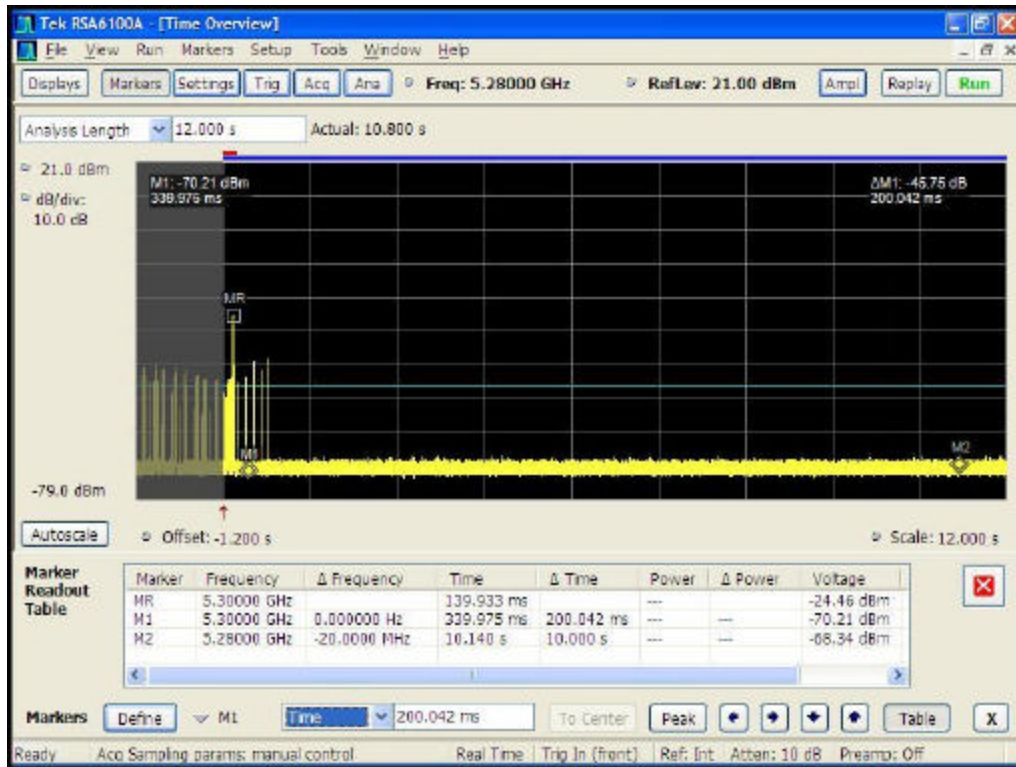 Tek RSA6100A - [Time Overview]
File View Run Markers Setup Tools Window Help
Displays Markers Settings Trig Acq Ana Freq: 5.28000 GHz RefLev: 21.00 dBm Ampl Replay Run
Analysis Length 12.000 s Actual: 10.800 s
21.0 dBm
dB/div:
10.0 dB
M1: -70.21 dBm
339.975 ms
ΔM1: -45.75 dB
200.042 ms
MR
M1
M2
-79.0 dBm
Autoscale Offset: -1.200 s Scale: 12.000 s
Marker Readout Table
Marker Frequency Δ Frequency Time Δ Time Power Δ Power Voltage
MR 5.30000 GHz 139.933 ms --- -24.46 dBm
M1 5.30000 GHz 0.000000 Hz 339.975 ms 200.042 ms --- --- -70.21 dBm
M2 5.28000 GHz -20.0000 MHz 10.140 s 10.000 s --- --- -68.34 dBm
Markers Define M1 Time 200.042 ms To Center Peak Table X
Ready Acq Sampling params: manual control Real Time Trig In (front) Ref: Int Atten: 10 dB Preamp: Off